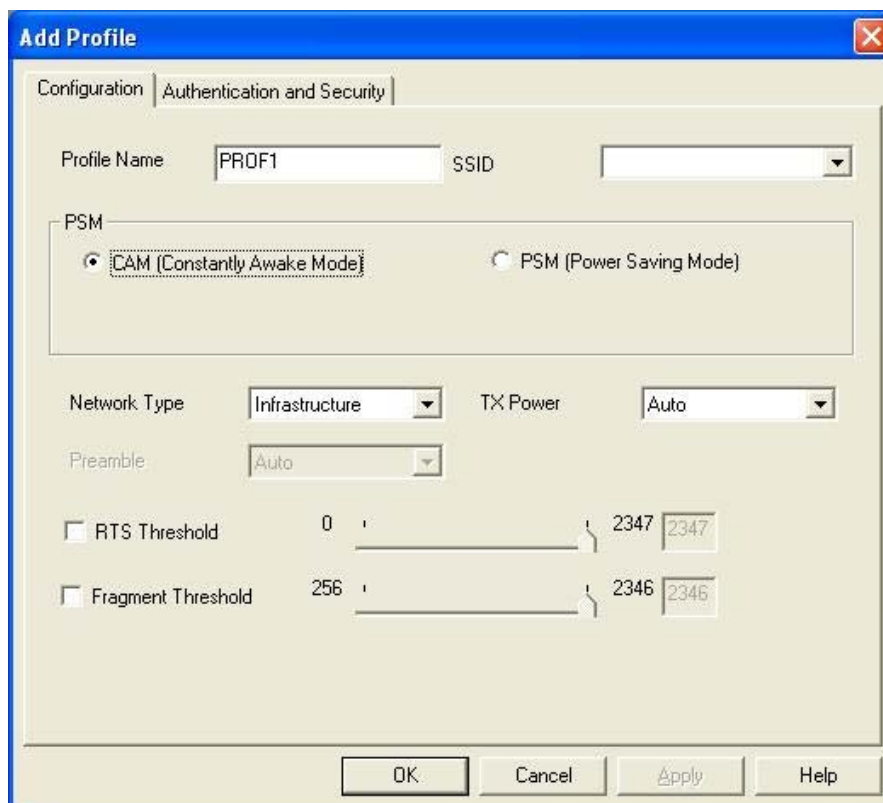 Add Profile
Configuration Authentication and Security
Profile Name PROF1 SSID
PSM
CAM (Constantly Awake Mode) PSM (Power Saving Mode)
Network Type Infrastructure TX Power Auto
Preamble Auto
RTS Threshold 0 2347 2347
Fragment Threshold 256 2346 2346
OK Cancel Apply Help